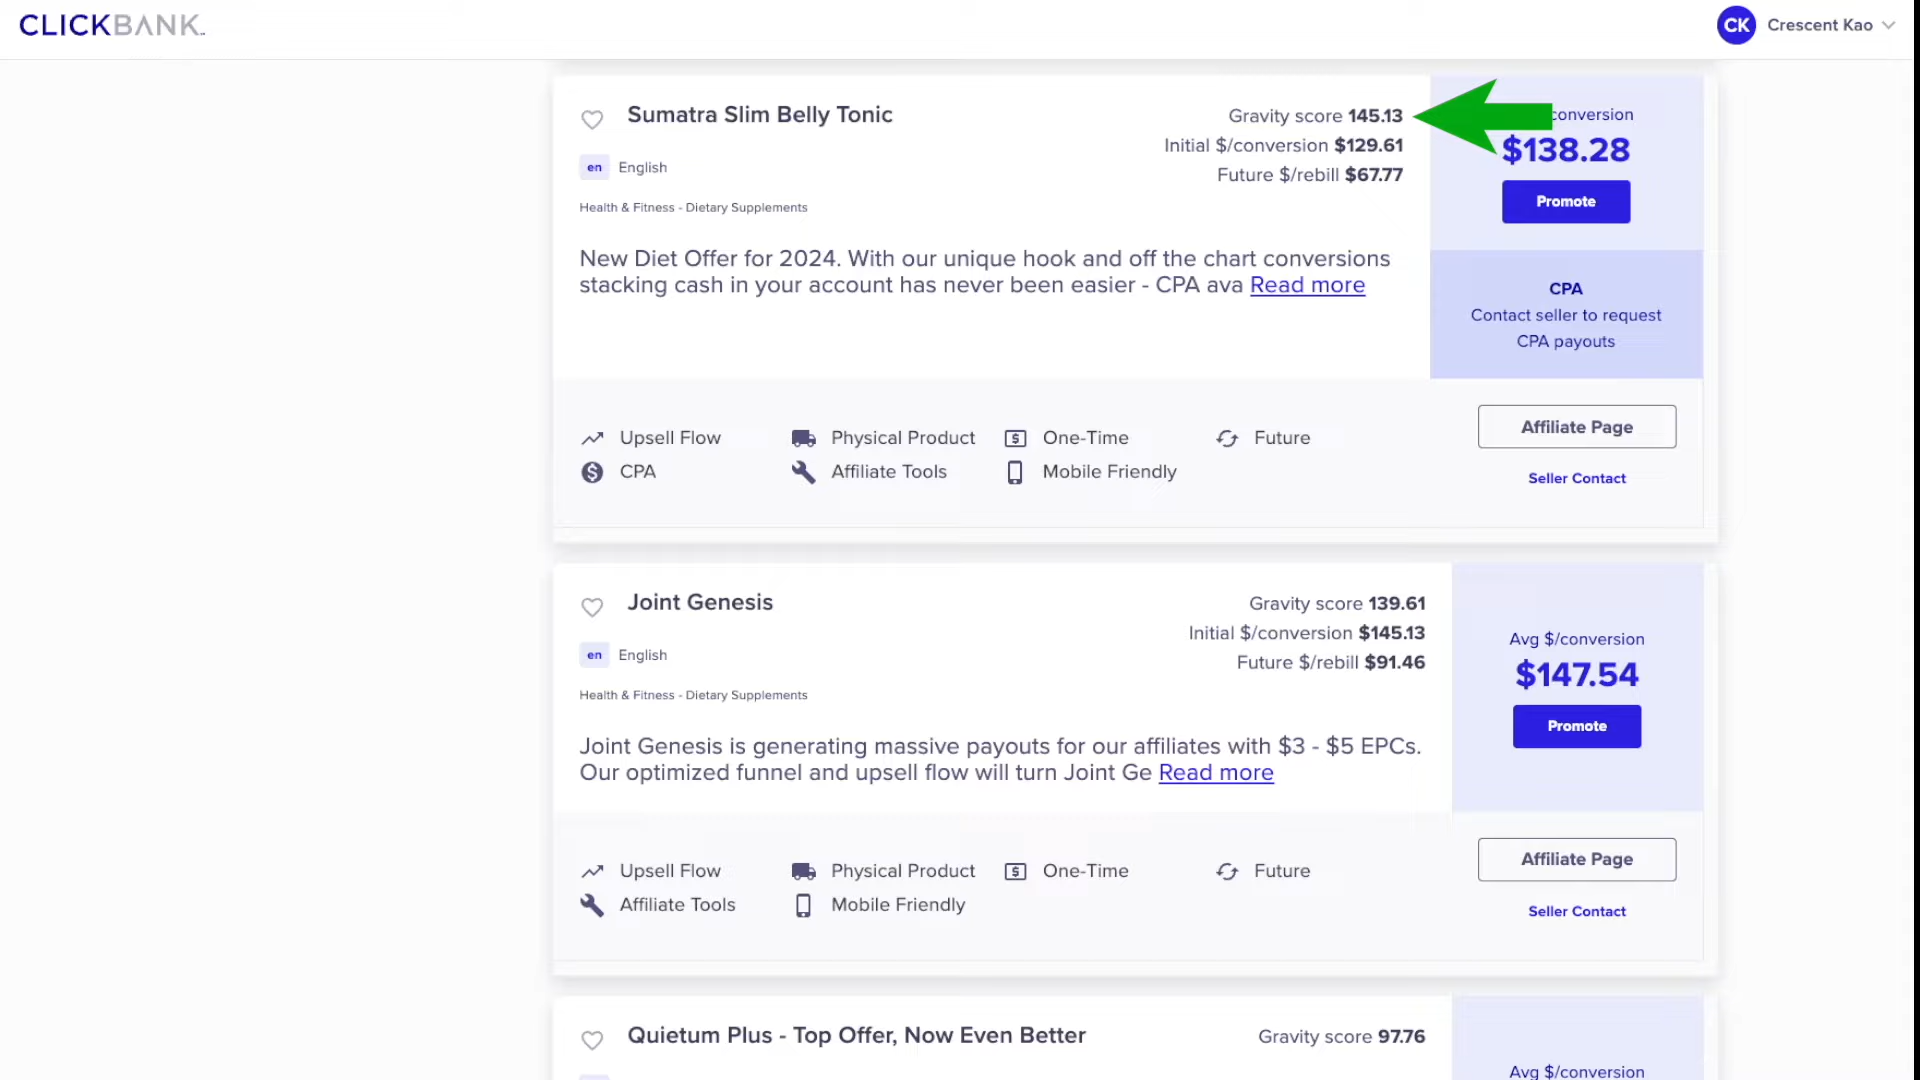 CLICKBANK
CK Crescent Kao
Sumatra Slim Belly Tonic
Gravity score 145.13
Initial $/conversion $129.61
Future $/rebill $67.77
en English
Health & Fitness - Dietary Supplements
New Diet Offer for 2024. With our unique hook and off the chart conversions
stacking cash in your account has never been easier - CPA ava Read more
conversion
$138.28
Promote
CPA
Contact seller to request
CPA payouts
Upsell Flow Physical Product One-Time Future
CPA Affiliate Tools Mobile Friendly
Affiliate Page
Seller Contact
Joint Genesis
Gravity score 139.61
Initial $/conversion $145.13
Future $/rebill $91.46
en English
Health & Fitness - Dietary Supplements
Joint Genesis is generating massive payouts for our affiliates with $3 - $5 EPCs.
Our optimized funnel and upsell flow will turn Joint Ge Read more
Avg $/conversion
$147.54
Promote
Upsell Flow Physical Product One-Time Future
Affiliate Tools Mobile Friendly
Affiliate Page
Seller Contact
Quietum Plus - Top Offer, Now Even Better
Gravity score 97.76
Avg $/conversion